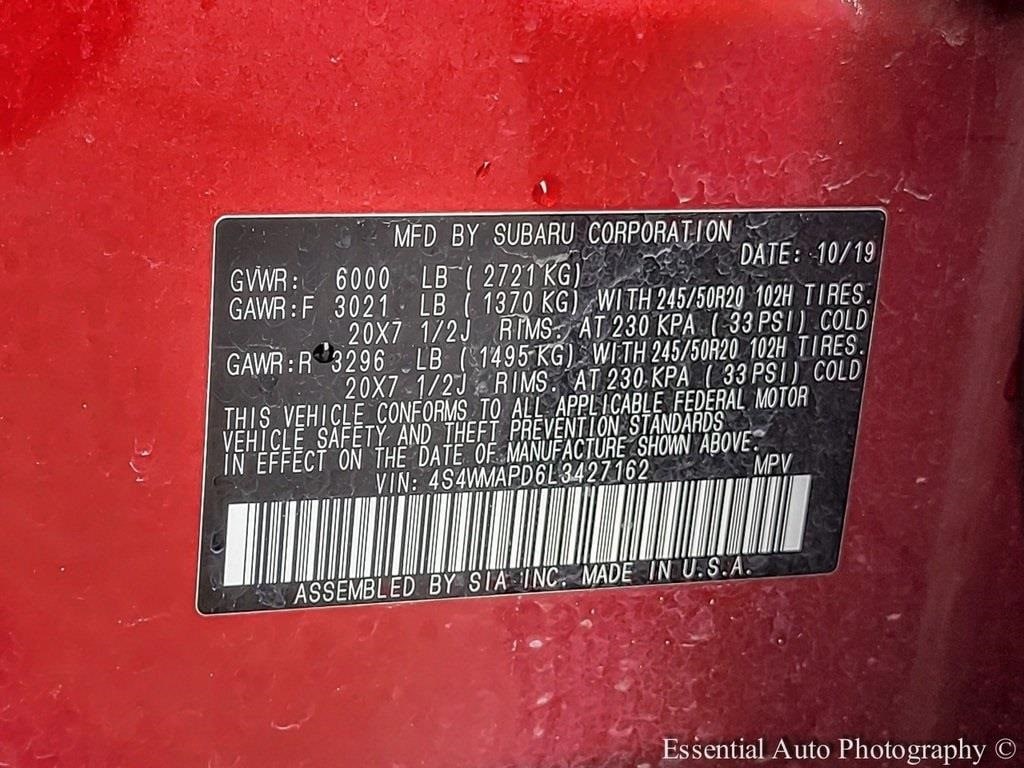 MFD BY SUBARU CORPORATION
DATE: 10/19
GVWR: 6000 LB ( 2721 KG)
GAWR:F 3021 LB ( 1370 KG) WITH 245/50R20 102H TIRES.
20X7 1/2J RIMS. AT 230 KPA ( 33 PSI) COLD
GAWR:R 3296 LB ( 1495 KG) WITH 245/50R20 102H TIRES.
20X7 1/2J RIMS. AT 230 KPA ( 33 PSI) COLD
THIS VEHICLE CONFORMS TO ALL APPLICABLE FEDERAL MOTOR
VEHICLE SAFETY AND THEFT PREVENTION STANDARDS
IN EFFECT ON THE DATE OF MANUFACTURE SHOWN ABOVE.
VIN: 4S4WMAPD6L3427162 MPV
ASSEMBLED BY SIA INC. MADE IN U.S.A.
Essential Auto Photography ©